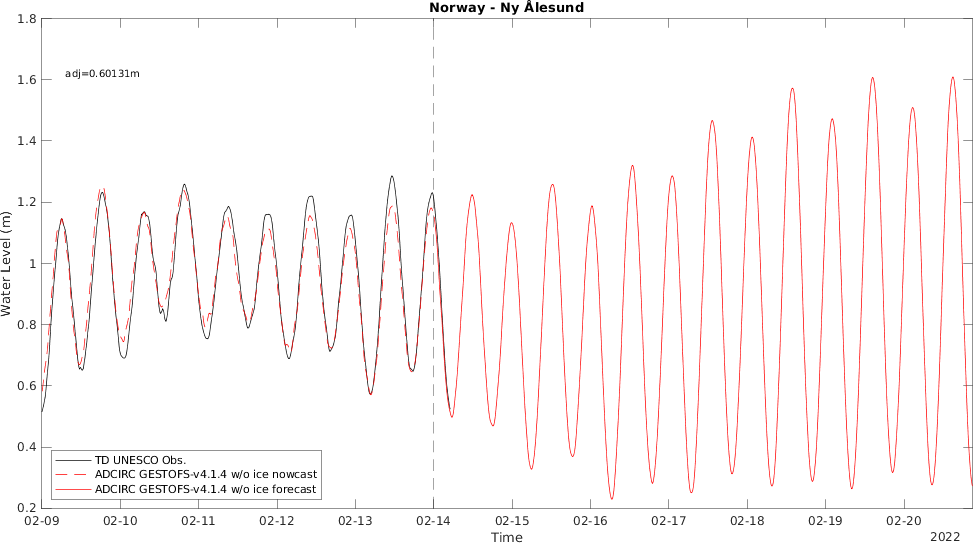 Norway - Ny Ålesund
1.8
1.6
1.4
1.2
1
0.8
0.6
0.4
0.2
Water Level (m)
adj=0.60131m
TD UNESCO Obs.
ADCIRC GESTOFS-v4.1.4 w/o ice nowcast
ADCIRC GESTOFS-v4.1.4 w/o ice forecast
02-09 02-10 02-11 02-12 02-13 02-14 02-15 02-16 02-17 02-18 02-19 02-20
Time
2022